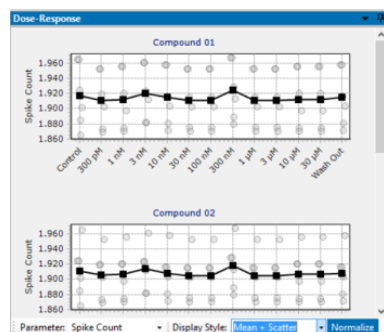 Dose-Response
Compound 01
Spike Count
1.960
1.940
1.920
1.900
1.880
1.860
Control
300 pM
1 nM
3 nM
10 nM
30 nM
100 nM
300 nM
1 µM
3 µM
10 µM
30 µM
Wash Out
Compound 02
Spike Count
1.960
1.940
1.920
1.900
1.880
1.860
Parameter: Spike Count Display Style: Mean + Scatter Normalize